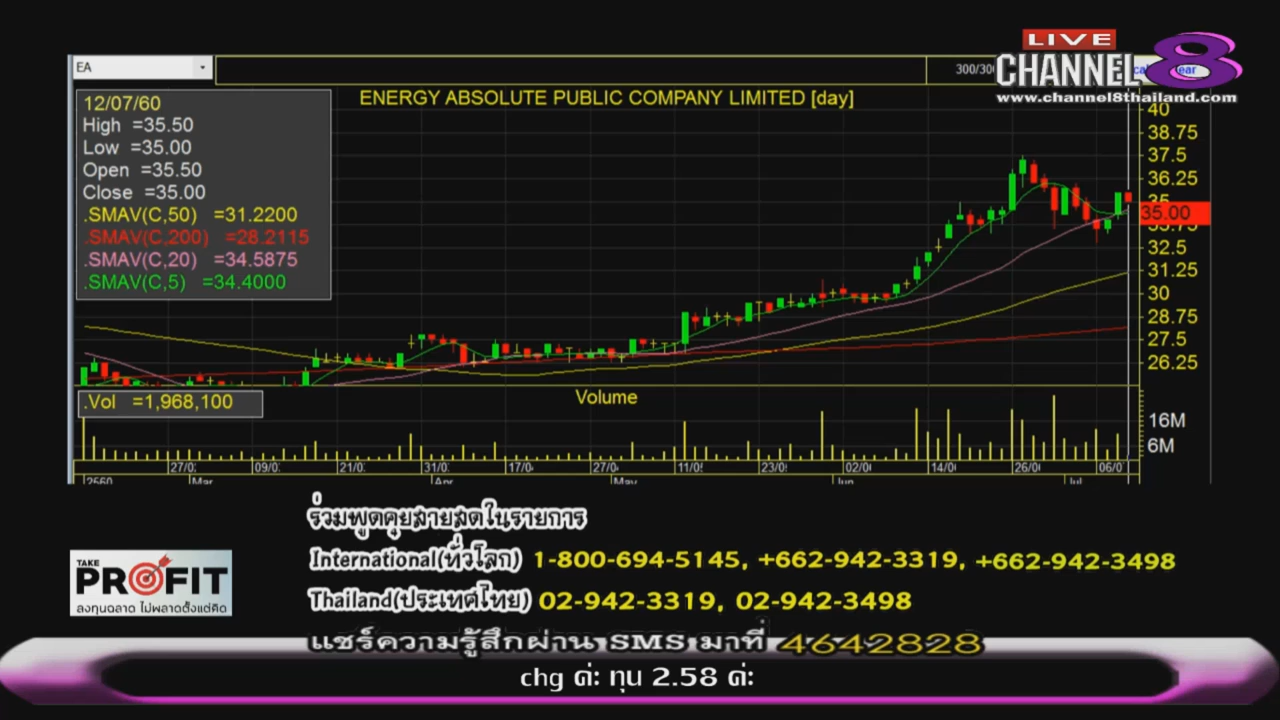 LIVE
CHANNEL 8
www.channel8thailand.com
EA
300/300
ENERGY ABSOLUTE PUBLIC COMPANY LIMITED [day]
12/07/60
High =35.50
Low =35.00
Open =35.50
Close =35.00
.SMAV(C,50) =31.2200
.SMAV(C,200) =28.2115
.SMAV(C,20) =34.5875
.SMAV(C,5) =34.4000
40
38.75
37.5
36.25
35
35.00
33.75
32.5
31.25
30
28.75
27.5
26.25
.Vol =1,968,100
Volume
16M
6M
27/0 09/0 21/0 31/0 17/0 27/0 11/0 23/0 02/0 14/0 26/0 06/0
2560 Mar Apr May Jun Jul
ร่วมพูดคุยสายสดในรายการ
International(ทั่วโลก) 1-800-694-5145, +662-942-3319, +662-942-3498
Thailand(ประเทศไทย) 02-942-3319, 02-942-3498
แชร์ความรู้สึกผ่าน SMS มาที่ 4642828
TAKE
PROFIT
ลงทุนฉลาด ไม่พลาดตั้งแต่คิด
chg ค่ะ ทุน 2.58 ค่ะ